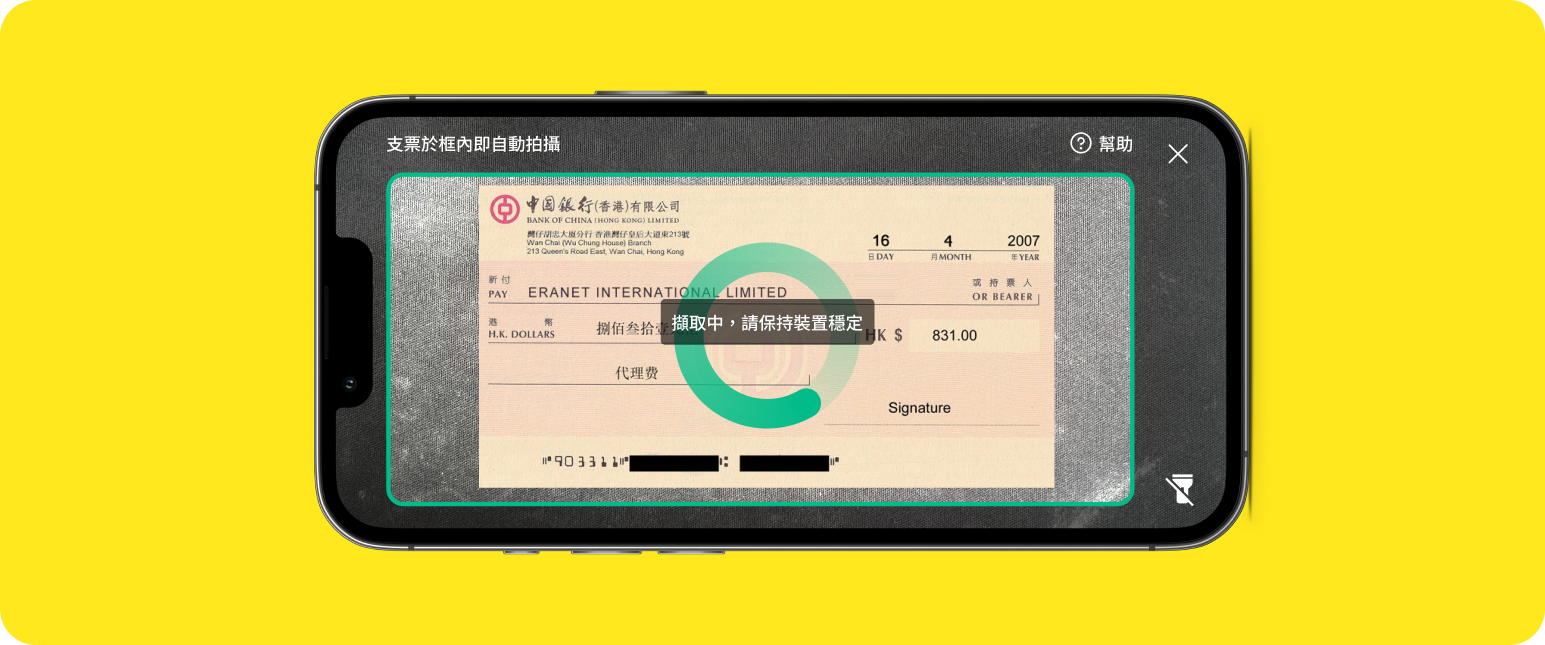 支票於框內即自動拍攝
幫助
中国银行(香港)有限公司
BANK OF CHINA (HONG KONG) LIMITED
灣仔胡忠大廈分行 香港灣仔皇后大道東213號
Wan Chai (Wu Chung House) Branch
213 Queen's Road East, Wan Chai, Hong Kong
16 4 2007
日DAY 月MONTH 年YEAR
祈付
PAY ERANET INTERNATIONAL LIMITED
或持票人
OR BEARER
擷取中，請保持裝置穩定
港幣
H.K. DOLLARS 捌佰叁拾壹
HK $ 831.00
代理费
Signature
⑈903311⑈ ⑆ ⑈